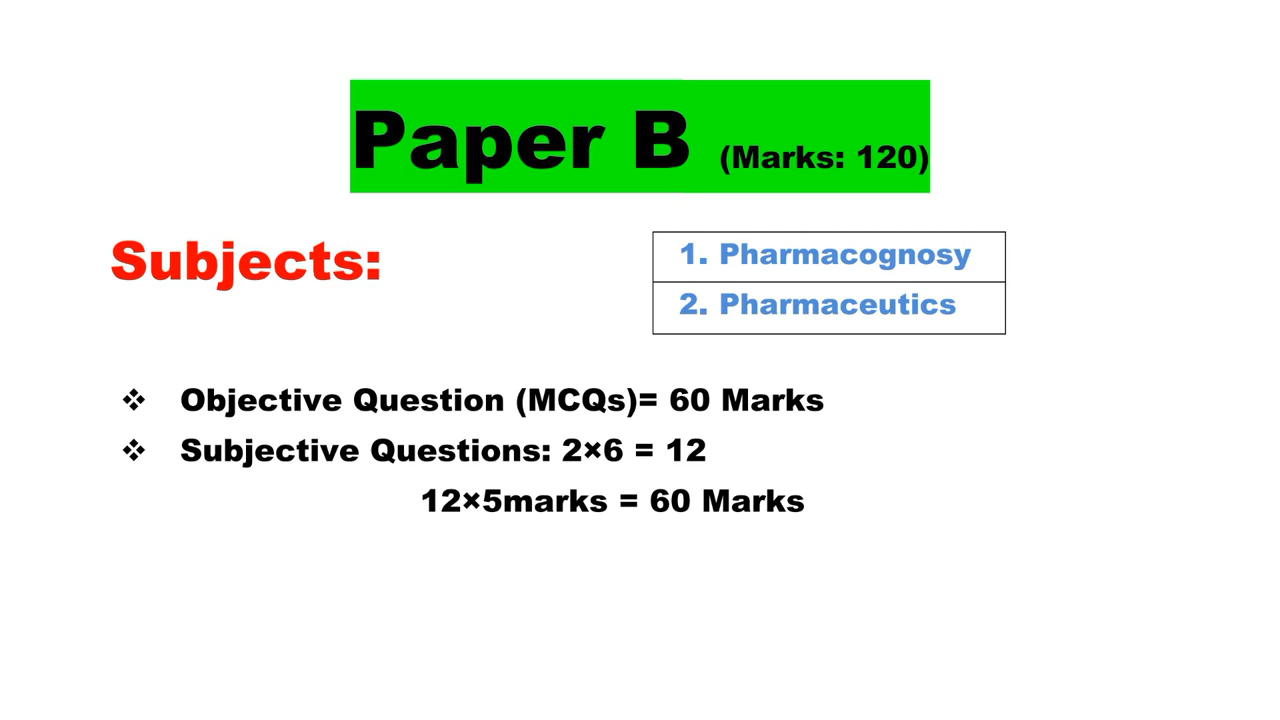 Paper B (Marks: 120)
Subjects:
1. Pharmacognosy
2. Pharmaceutics
❖ Objective Question (MCQs)= 60 Marks
❖ Subjective Questions: 2×6 = 12
12×5marks = 60 Marks